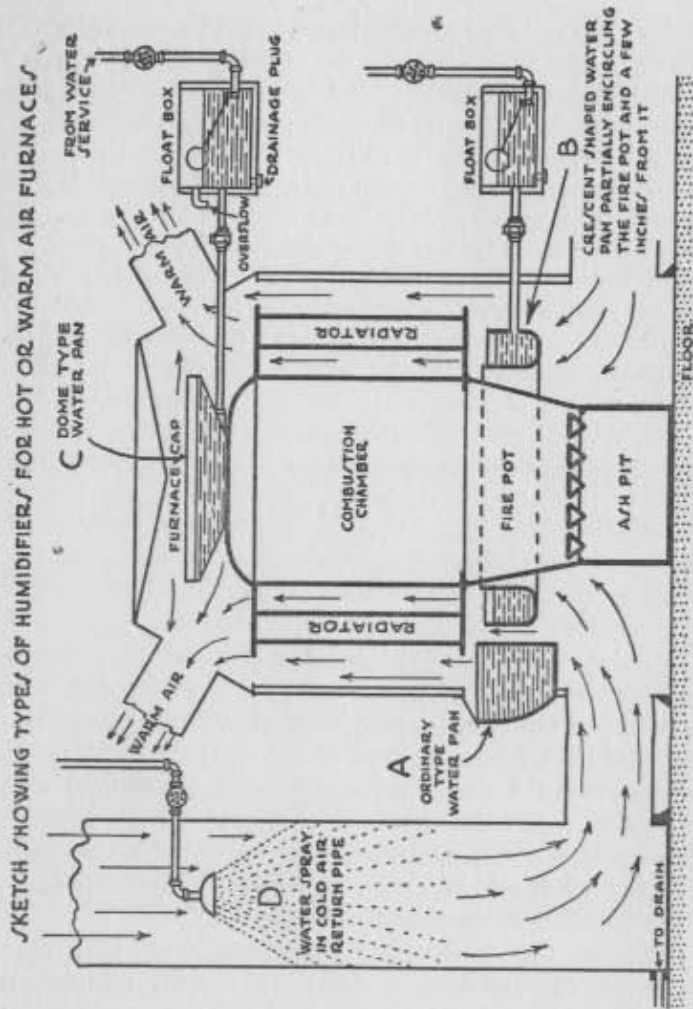 SKETCH SHOWING TYPES OF HUMIDIFIERS FOR HOT OR WARM AIR FURNACES
FROM WATER
SERVICE
FLOAT BOX
DRAINAGE PLUG
OVERFLOW
C
DOME TYPE
WATER PAN
FURNACE CAP
WARM AIR
WARM AIR
RADIATOR
RADIATOR
COMBUSTION
CHAMBER
FLOAT BOX
B
CRESCENT SHAPED WATER
PAN PARTIALLY ENCIRCLING
THE FIRE POT AND A FEW
INCHES FROM IT
FIRE POT
ASH PIT
A
ORDINARY
TYPE
WATER PAN
D
WATER SPRAY
IN COLD AIR
RETURN PIPE
TO DRAIN
FLOOR